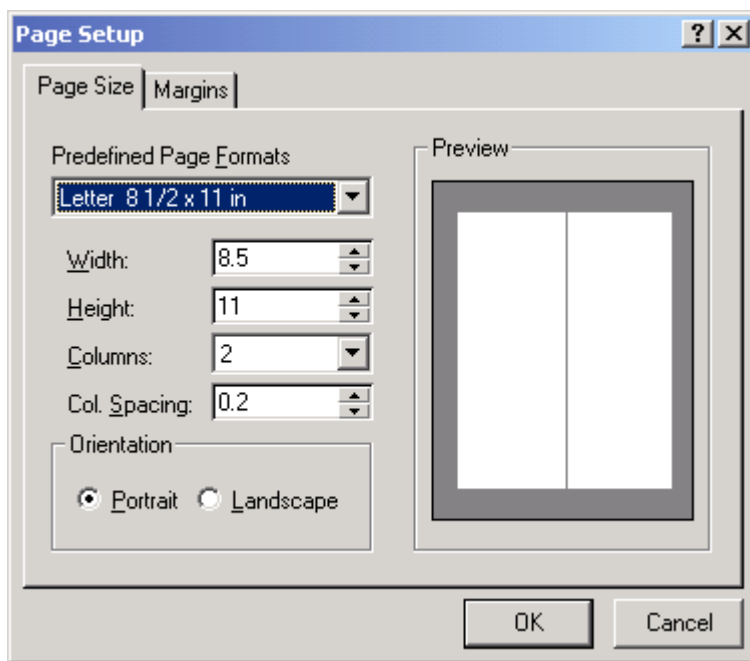 Page Setup
Page Size Margins
Predefined Page Formats
Letter 8 1/2 x 11 in
Width: 8.5
Height: 11
Columns: 2
Col. Spacing: 0.2
Orientation
Portrait Landscape
Preview
OK Cancel